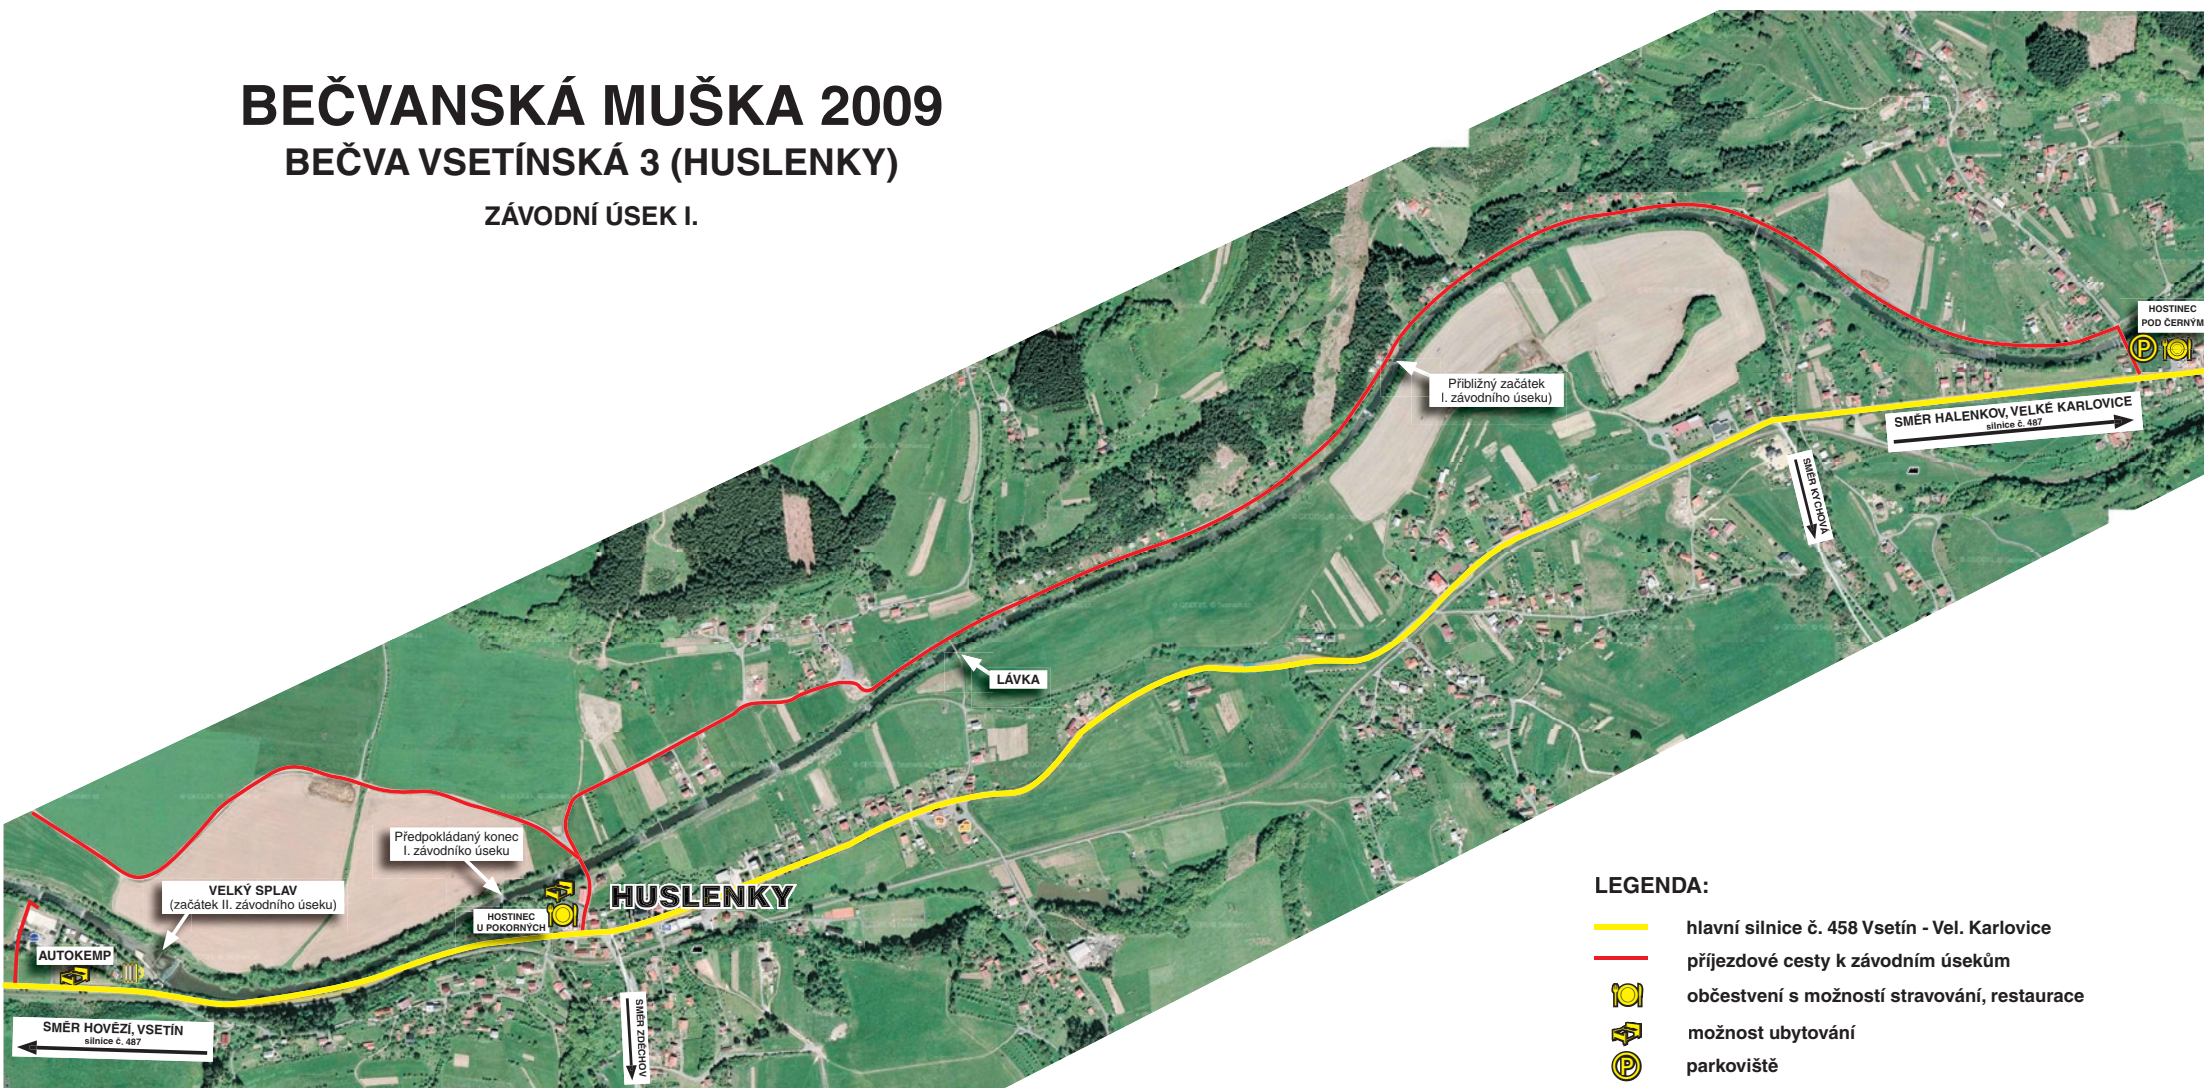 BEČVANSKÁ MUŠKA 2009
BEČVA VSETÍNSKÁ 3 (HUSLENKY)
ZÁVODNÍ ÚSEK I.
HOSTINEC
POD ČERNÝM
P
Přibližný začátek
I. závodního úseku)
SMĚR HALENKOV, VELKÉ KARLOVICE
silnice č. 487
SMĚR KYCHOVÁ
LÁVKA
Předpokládaný konec
I. závodního úseku
VELKÝ SPLAV
(začátek II. závodního úseku)
HUSLENKY
HOSTINEC
U POKORNÝCH
AUTOKEMP
SMĚR HOVĚZÍ, VSETÍN
silnice č. 487
SMĚR ZDĚCHOV
LEGENDA:
hlavní silnice č. 458 Vsetín - Vel. Karlovice
příjezdové cesty k závodním úsekům
občestvení s možností stravování, restaurace
možnost ubytování
P parkoviště